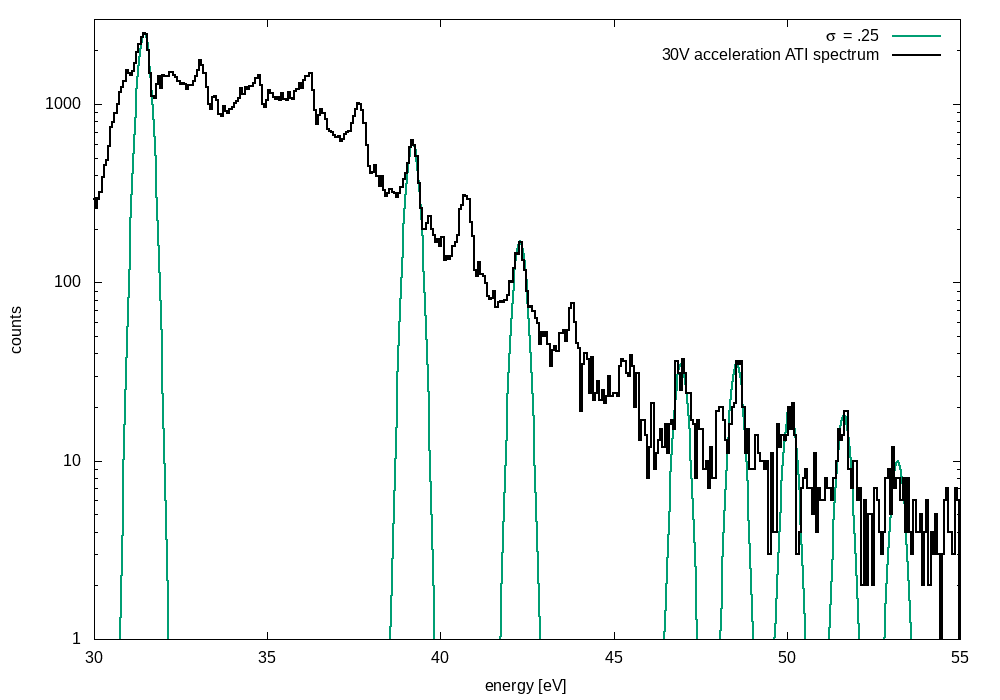 σ = .25
30V acceleration ATI spectrum
counts
1000
100
10
1
30 35 40 45 50 55
energy [eV]